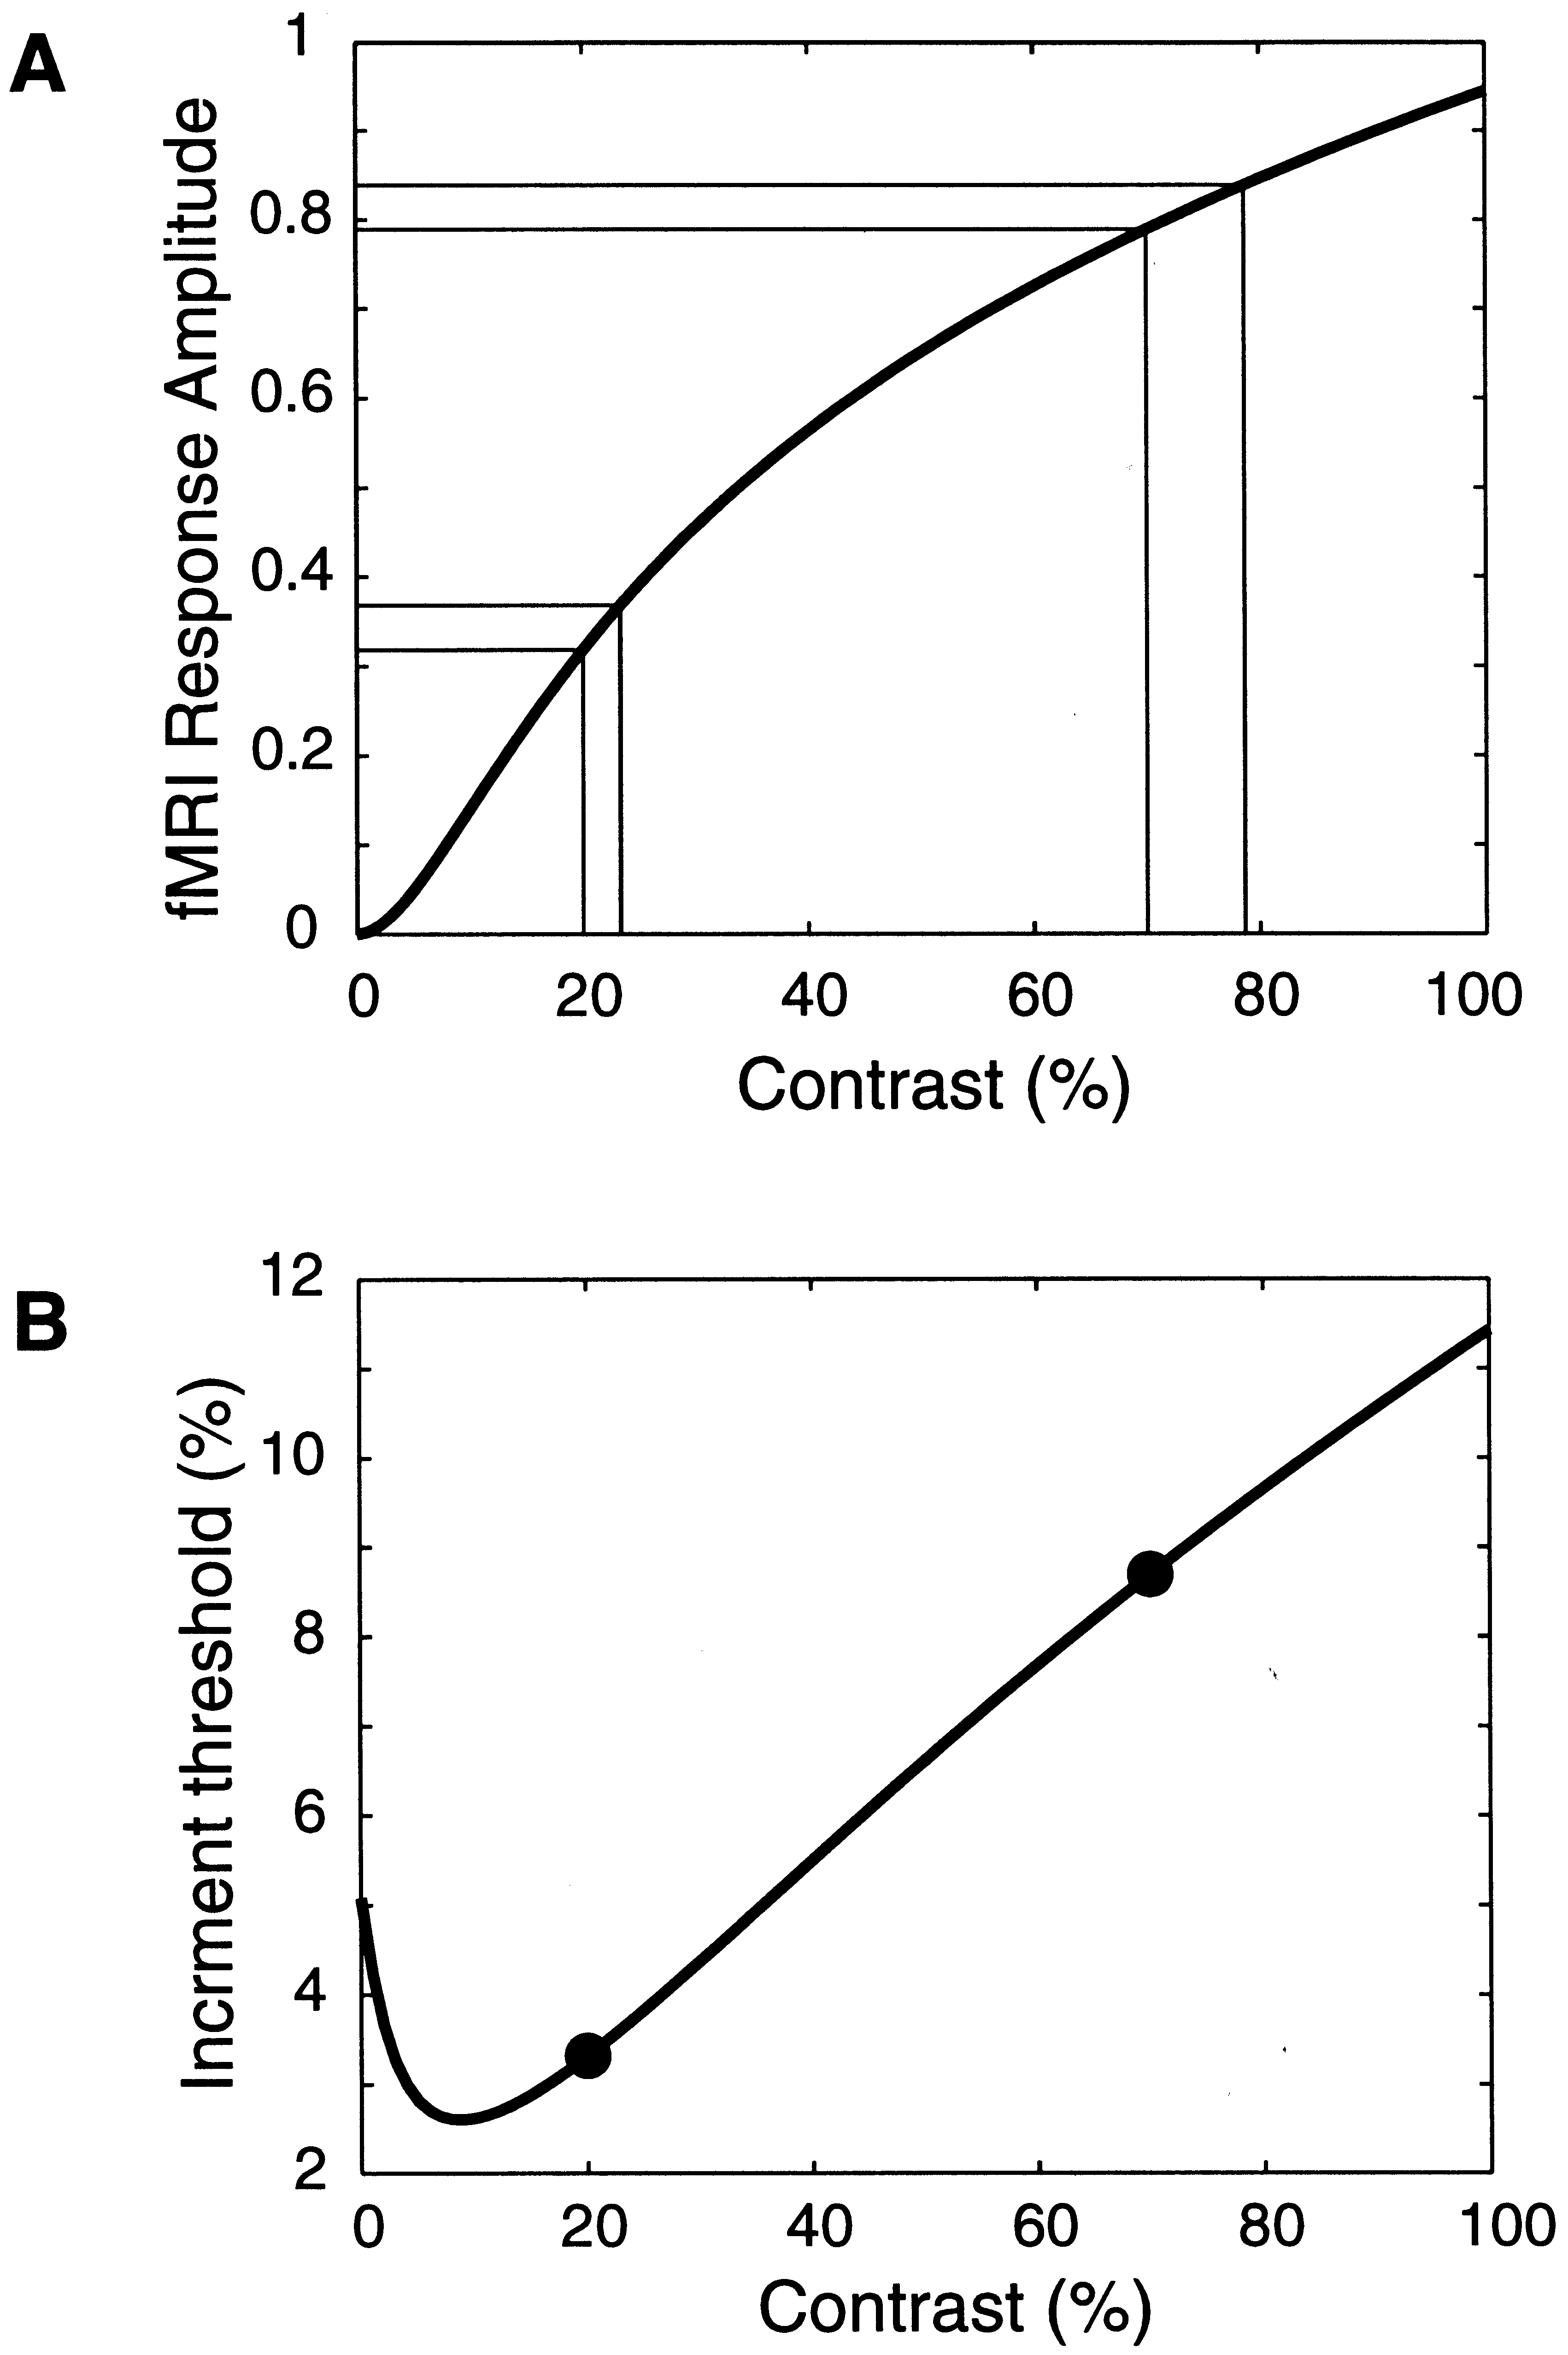 A
1
0.8
0.6
0.4
0.2
0
fMRI Response Amplitude
0 20 40 60 80 100
Contrast (%)
B
12
10
8
6
4
2
Incrment threshold (%)
0 20 40 60 80 100
Contrast (%)